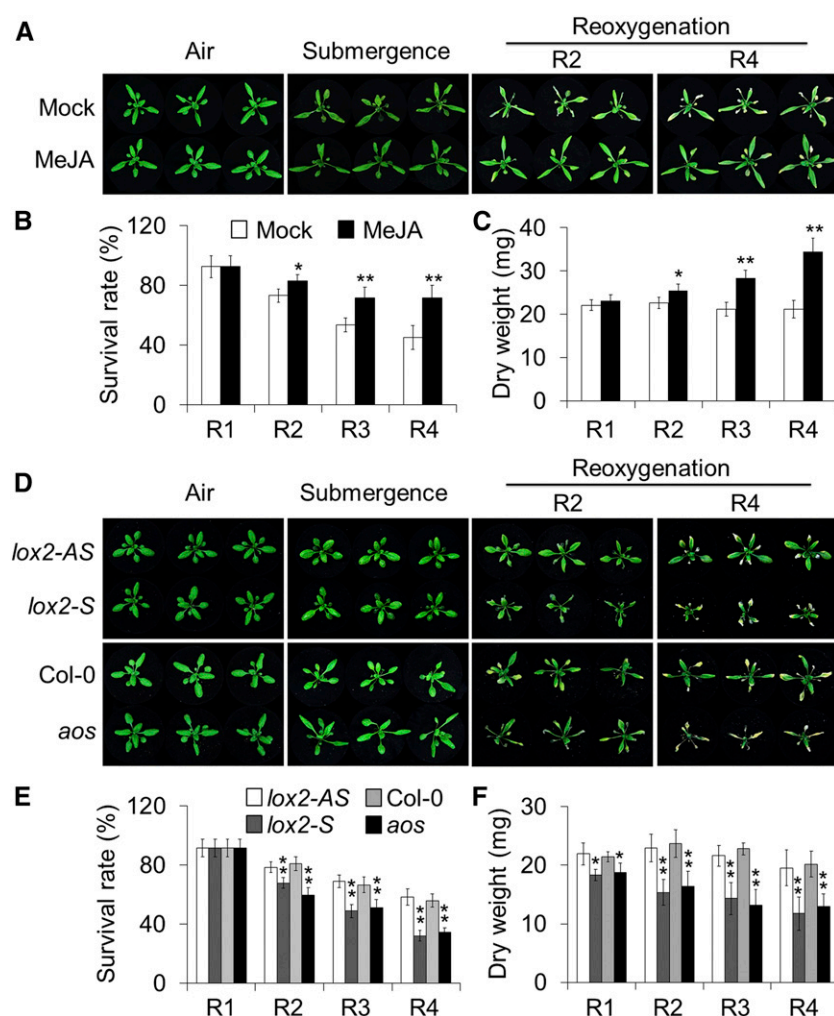 A
Air
Submergence
Reoxygenation
R2
R4
Mock
MeJA
B
Survival rate (%)
120
80
40
0
Mock
MeJA
*
**
**
R1
R2
R3
R4
C
Dry weight (mg)
40
30
20
10
0
*
**
**
R1
R2
R3
R4
D
Air
Submergence
Reoxygenation
R2
R4
lox2-AS
lox2-S
Col-0
aos
E
Survival rate (%)
120
80
40
0
lox2-AS
Col-0
lox2-S
aos
**
**
**
**
**
**
R1
R2
R3
R4
F
Dry weight (mg)
30
20
10
0
*
*
**
**
**
**
**
**
R1
R2
R3
R4